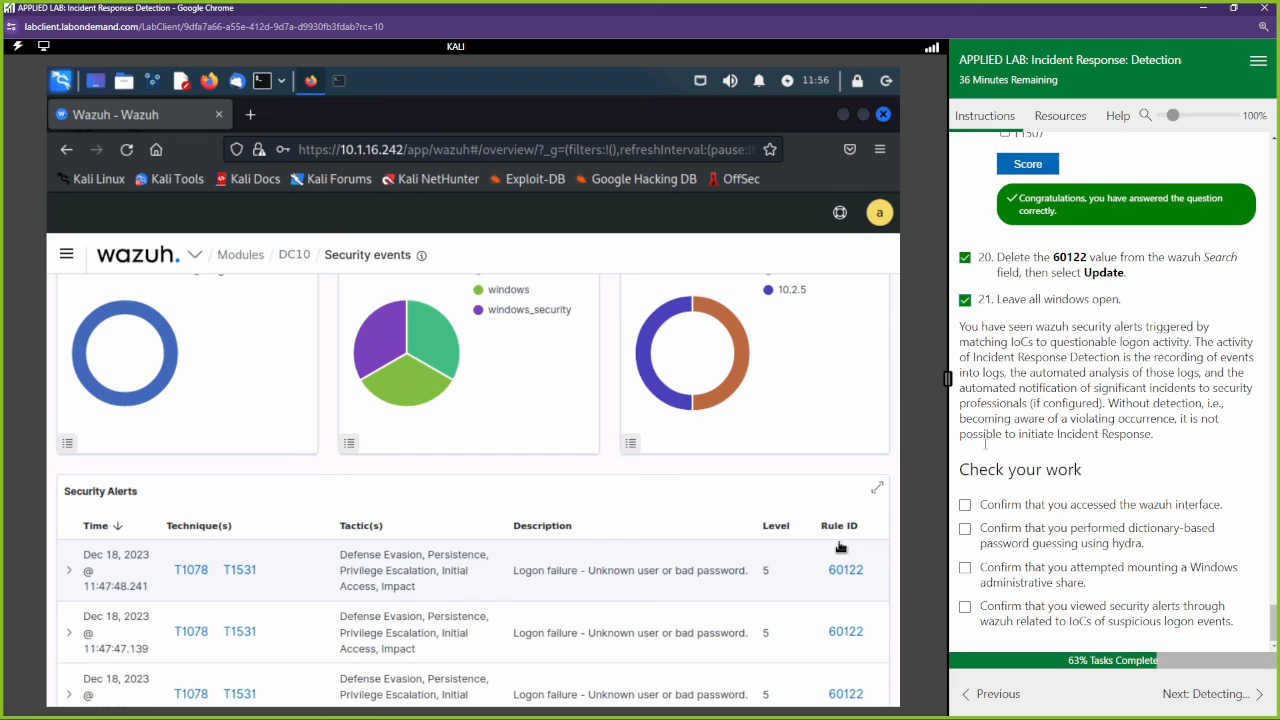 APPLIED LAB: Incident Response: Detection - Google Chrome
labclient.labondemand.com/LabClient/9dfa7a66-a55e-412d-9d7a-d9930fb3fdab?rc=10
KALI
11:56
Wazuh - Wazuh
https://10.1.16.242/app/wazuh#/overview/?_g=(filters:!(),refreshInterval:(pause:!
Kali Linux
Kali Tools
Kali Docs
Kali Forums
Kali NetHunter
Exploit-DB
Google Hacking DB
OffSec
a
wazuh.
/ Modules / DC10 / Security events
windows
windows_security
10.2.5
Security Alerts
Time Technique(s) Tactic(s) Description Level Rule ID
Dec 18, 2023
@
11:47:48.241
T1078 T1531
Defense Evasion, Persistence,
Privilege Escalation, Initial
Access, Impact
Logon failure - Unknown user or bad password. 5 60122
Dec 18, 2023
@
11:47:47.139
T1078 T1531
Defense Evasion, Persistence,
Privilege Escalation, Initial
Access, Impact
Logon failure - Unknown user or bad password. 5 60122
Dec 18, 2023
@
T1078 T1531
Defense Evasion, Persistence,
Privilege Escalation, Initial
Logon failure - Unknown user or bad password. 5 60122
APPLIED LAB: Incident Response: Detection
36 Minutes Remaining
Instructions Resources Help 100%
Score
Congratulations, you have answered the question
correctly.
20. Delete the 60122 value from the wazuh Search
field, then select Update.
21. Leave all windows open.
You have seen wazuh security alerts triggered by
matching IoCs to questionable logon activity. The activity
of Incident Response Detection is the recording of events
into logs, the automated analysis of those logs, and the
automated notification of significant incidents to security
professionals (if configured). Without detection, i.e.,
becoming aware of a violating occurrence, it is not
possible to initiate Incident Response.
Check your work
Confirm that you accessed the wazuh interface.
Confirm that you performed dictionary-based
password guessing using hydra.
Confirm that you attempted mounting a Windows
administrative share.
Confirm that you viewed security alerts through
wazuh related to IoCs of suspicious logon events.
63% Tasks Complete
Previous
Next: Detecting...